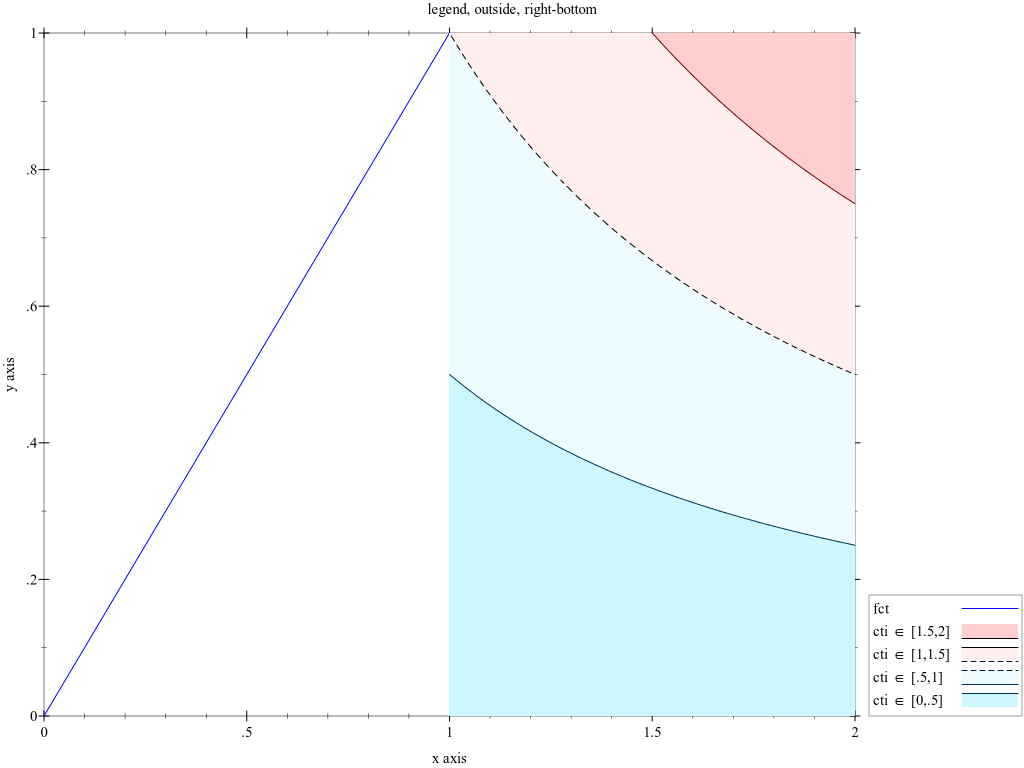 legend, outside, right-bottom
1
.8
.6
.4
.2
0
y axis
0 .5 1 1.5 2
x axis
fct
cti ∈ [1.5,2]
cti ∈ [1,1.5]
cti ∈ [.5,1]
cti ∈ [0,.5]